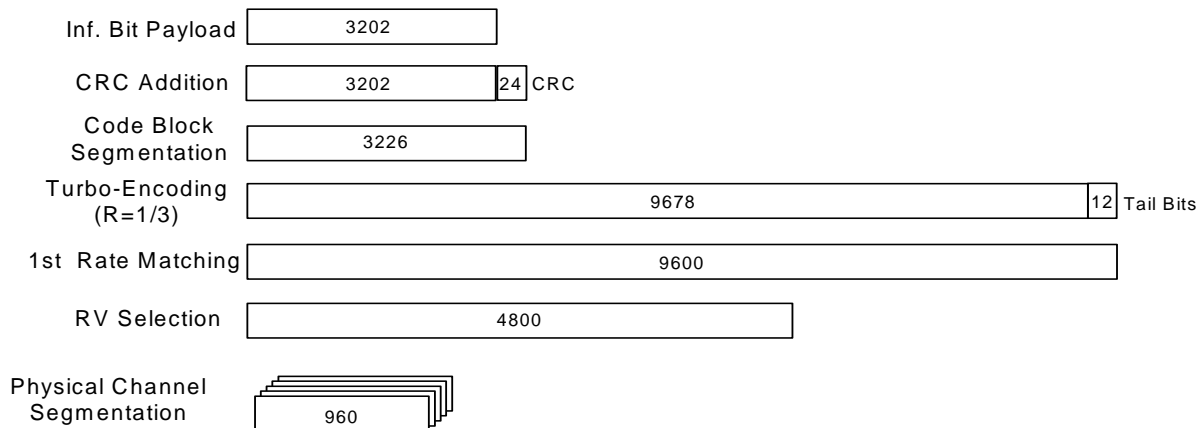 Inf. Bit Payload 3202
CRC Addition 3202 24 CRC
Code Block
Segmentation 3226
Turbo-Encoding
(R=1/3) 9678 12 Tail Bits
1st Rate Matching 9600
RV Selection 4800
Physical Channel
Segmentation 960